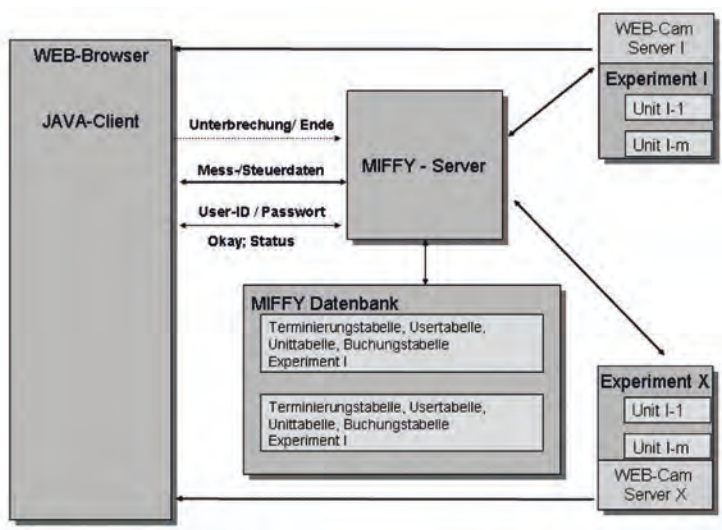 WEB-Browser
JAVA-Client
Unterbrechung/ Ende
Mess-/Steuerdaten
User-ID / Passwort
Okay; Status
MIFFY - Server
WEB-Cam
Server I
Experiment I
Unit I-1
Unit I-m
MIFFY Datenbank
Terminierungstabelle, Usertabelle,
Unittabelle, Buchungstabelle
Experiment I
Terminierungstabelle, Usertabelle,
Unittabelle, Buchungstabelle
Experiment I
Experiment X
Unit I-1
Unit I-m
WEB-Cam
Server X